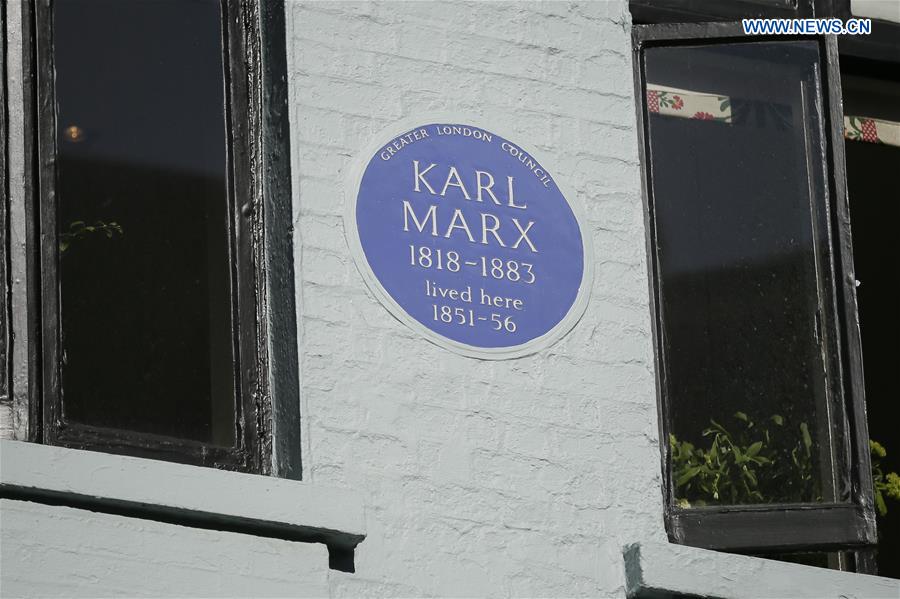 WWW.NEWS.CN
GREATER LONDON COUNCIL
KARL
MARX
1818-1883
lived here
1851-56